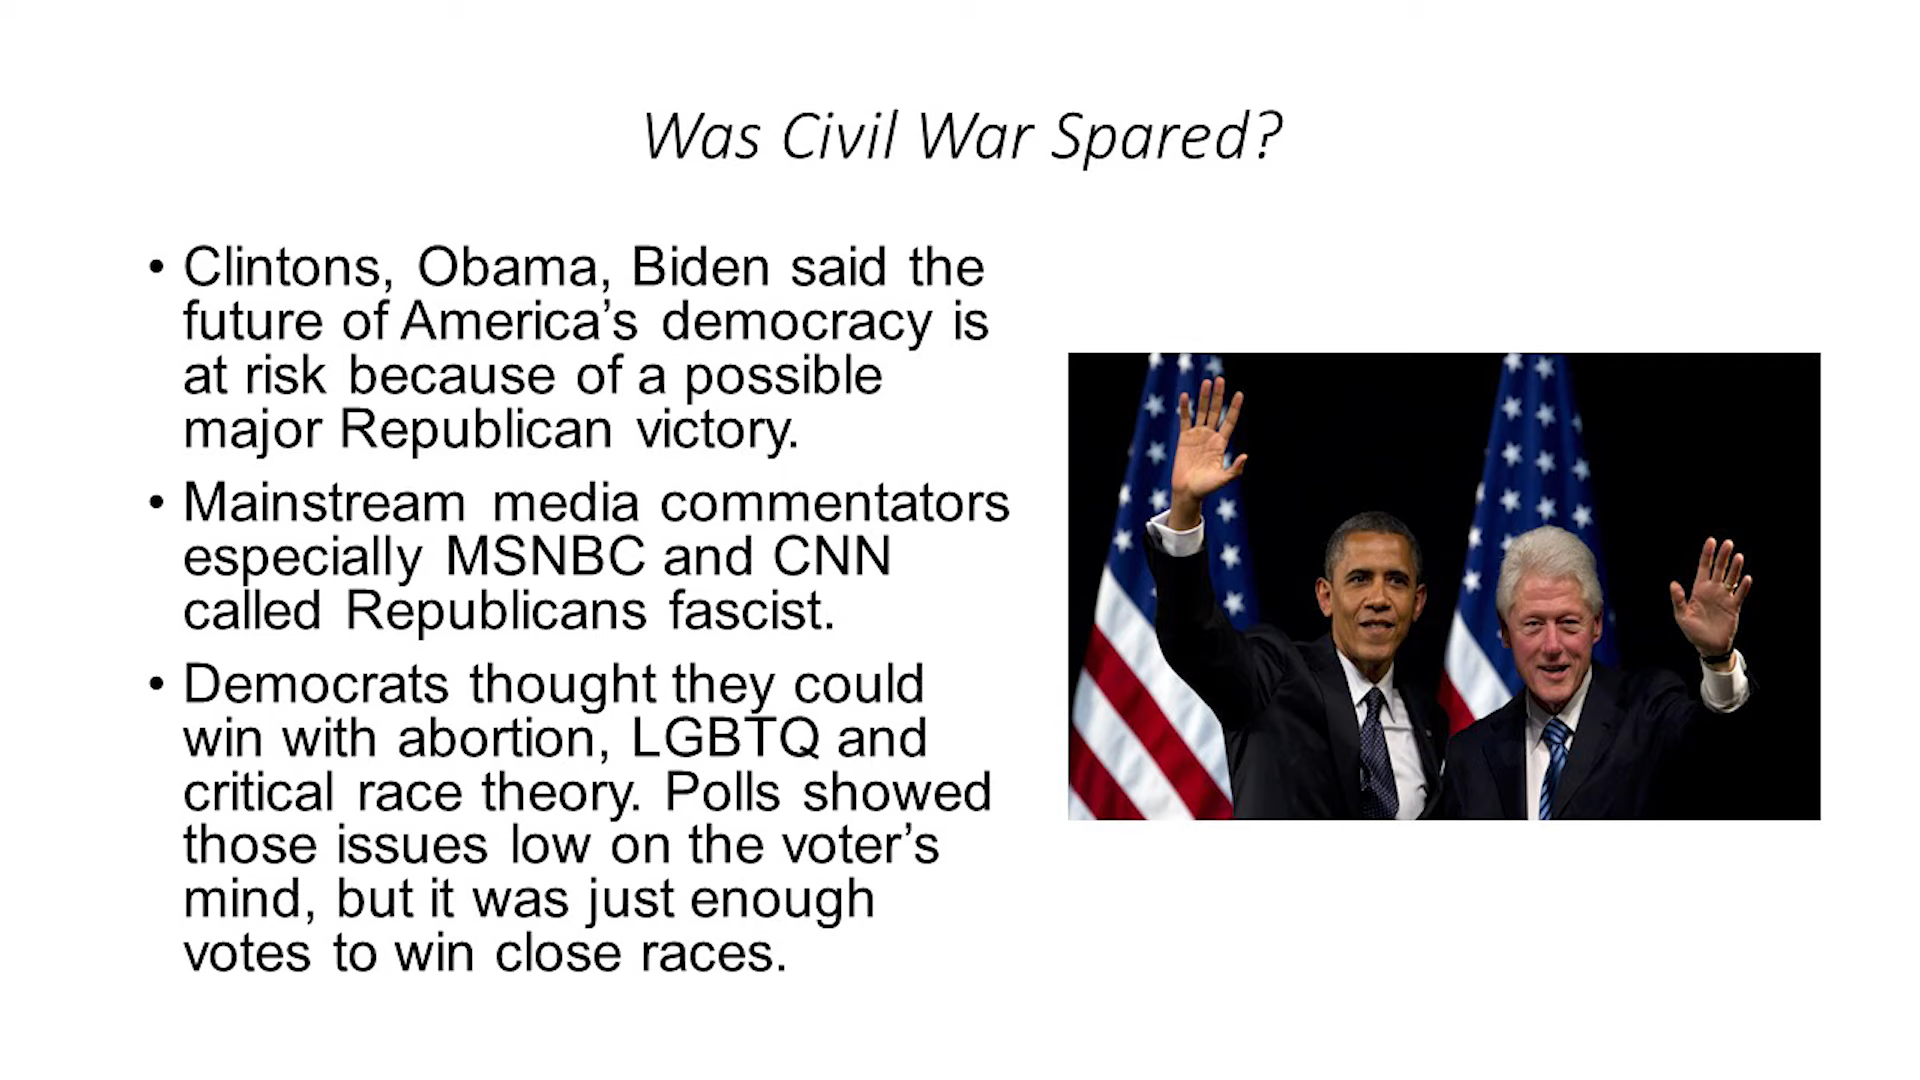 Was Civil War Spared?
• Clintons, Obama, Biden said the
future of America’s democracy is
at risk because of a possible
major Republican victory.
• Mainstream media commentators
especially MSNBC and CNN
called Republicans fascist.
• Democrats thought they could
win with abortion, LGBTQ and
critical race theory. Polls showed
those issues low on the voter’s
mind, but it was just enough
votes to win close races.